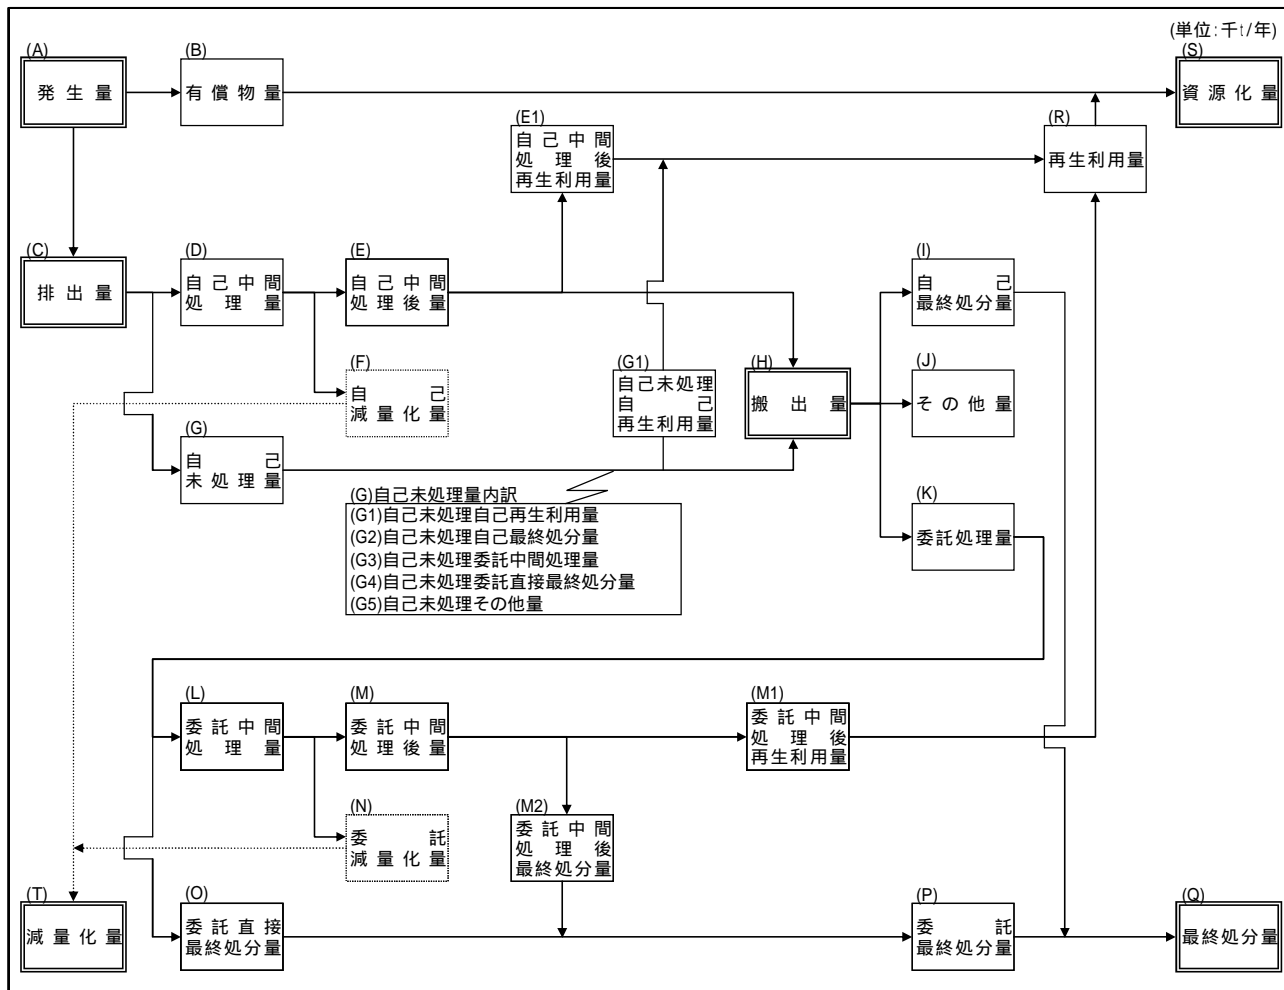 (単位:千t/年)
(A)
発生量
(B)
有償物量
(S)
資源化量
(E1)
自己中間
処理後
再生利用量
(R)
再生利用量
(C)
排出量
(D)
自己中間
処理量
(E)
自己中間
処理後量
(I)
自己
最終処分量
(F)
自己
減量化量
(G1)
自己未処理
自己
再生利用量
(H)
搬出量
(J)
その他量
(G)
自己
未処理量
(G)自己未処理量内訳
(G1)自己未処理自己再生利用量
(G2)自己未処理自己最終処分量
(G3)自己未処理委託中間処理量
(G4)自己未処理委託直接最終処分量
(G5)自己未処理その他量
(K)
委託処理量
(L)
委託中間
処理量
(M)
委託中間
処理後量
(M1)
委託中間
処理後
再生利用量
(N)
委託
減量化量
(M2)
委託中間
処理後
最終処分量
(T)
減量化量
(O)
委託直接
最終処分量
(P)
委託
最終処分量
(Q)
最終処分量